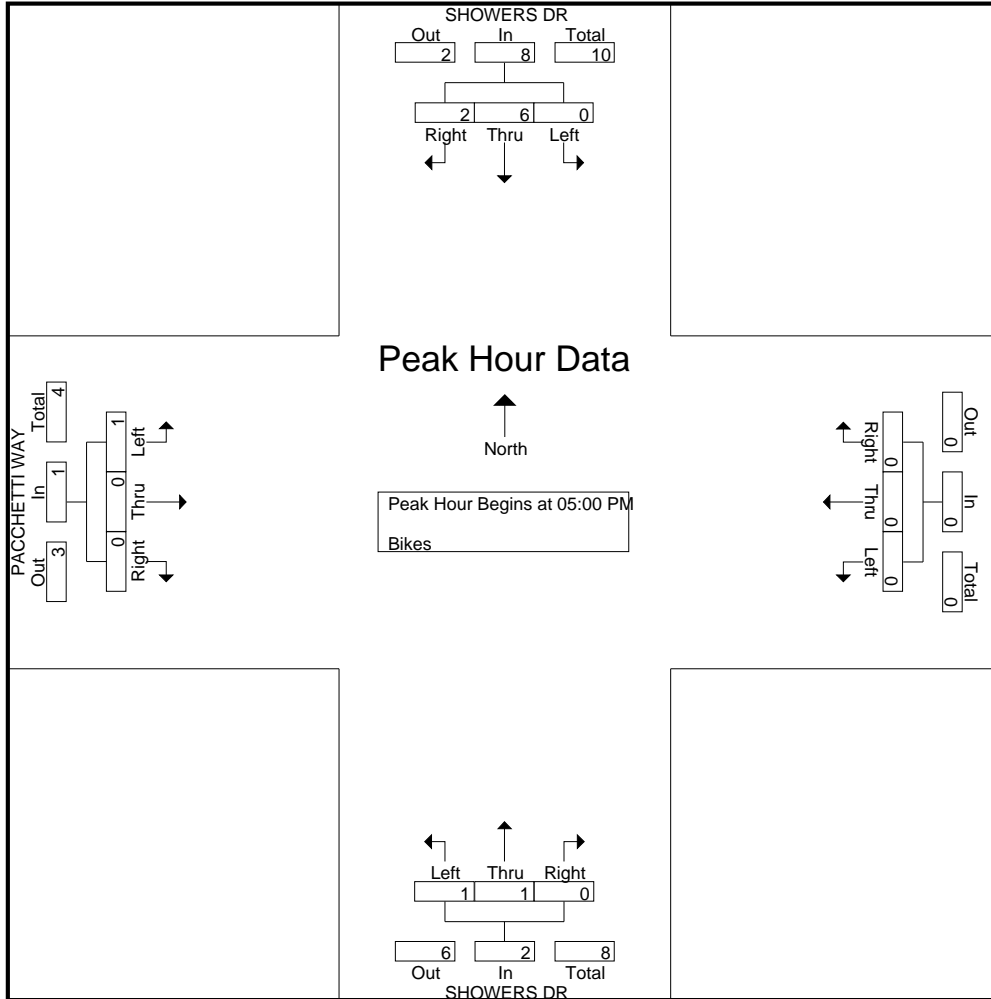 SHOWERS DR
Out In Total
2 8 10
2 6 0
Right Thru Left
Peak Hour Data
North
Peak Hour Begins at 05:00 PM
Bikes
PACCHETTI WAY
Out In Total
3 1 4
0 0 1
Right Thru Left
Out In Total
0 0 0
0 0 0
Right Thru Left
Left Thru Right
1 1 0
6 2 8
Out In Total
SHOWERS DR